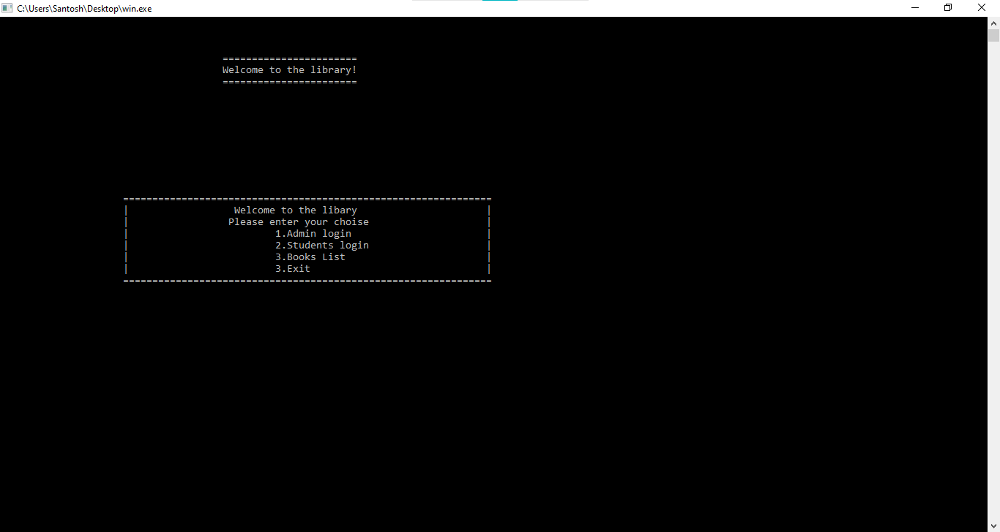 C:\Users\Santosh\Desktop\win.exe
=======================
Welcome to the library!
=======================
===============================================================
| Welcome to the libary |
| Please enter your choise |
| 1.Admin login |
| 2.Students login |
| 3.Books List |
| 3.Exit |
===============================================================